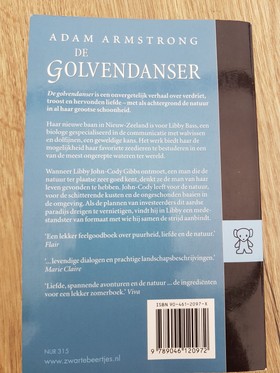 ADAM ARMSTRONG
DE
GOLVENDANSER
De golvendanser is een onvergetelijk verhaal over verdriet,
troost en hervonden liefde – met als achtergrond de natuur
in al haar grootse schoonheid.
Haar nieuwe baan in Nieuw-Zeeland is voor Libby Bass, een
biologe gespecialiseerd in de communicatie met walvissen
en dolfijnen, een geweldige kans. Het werk biedt haar de
mogelijkheid haar favoriete zeedieren te bestuderen in een
van de meest ongerepte wateren ter wereld.
Wanneer Libby John-Cody Gibbs ontmoet, een man die de
natuur ter plaatse zeer goed kent, denkt ze de man van haar
leven gevonden te hebben. John-Cody leeft voor de natuur,
voor de schitterende kusten en de ongeschonden fauna
in de omgeving. Als de plannen van investeerders dit aardse
paradijs dreigen te vernietigen, vindt hij in Libby een mede-
stander van formaat met wie hij samen de strijd aanbindt.
'Een lekker feelgoodboek over puurheid, liefde en de natuur.'
Flair
'... levendige dialogen en prachtige landschapsbeschrijvingen.'
Marie Claire
'Liefde, spannende avonturen en de natuur ... de ingrediënten
voor een lekker zomerboek.' Viva
ISBN 90-461-2097-6
9 789046 120972
NUR 313
www.zwartebeertjes.nl